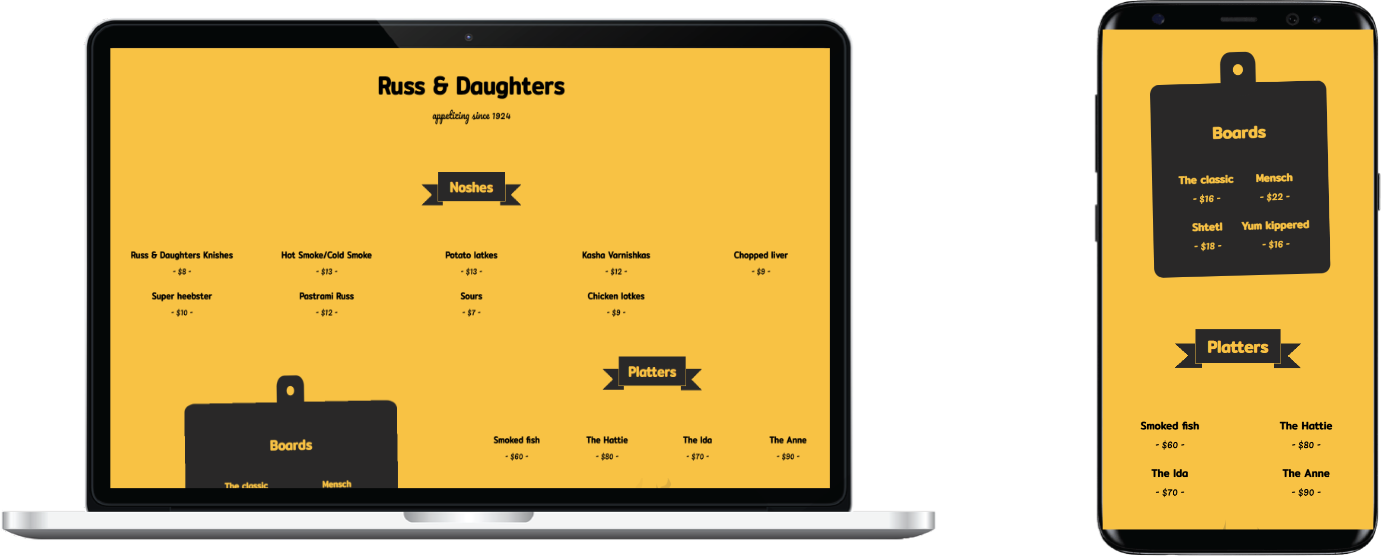 Russ & Daughters
appetizing since 1924
Noshes
Russ & Daughters Knishes
- $8 -
Hot Smoke/Cold Smoke
- $13 -
Potato latkes
- $13 -
Kasha Varnishkas
- $12 -
Chopped liver
- $9 -
Super heebster
- $10 -
Pastrami Russ
- $12 -
Sours
- $7 -
Chicken lotkes
- $9 -
Boards
The classic
Mensch
Platters
Smoked fish
- $60 -
The Hattie
- $80 -
The Ida
- $70 -
The Anne
- $90 -
Boards
The classic
- $16 -
Mensch
- $22 -
Shtetl
- $18 -
Yum kippered
- $16 -
Platters
Smoked fish
- $60 -
The Hattie
- $80 -
The Ida
- $70 -
The Anne
- $90 -